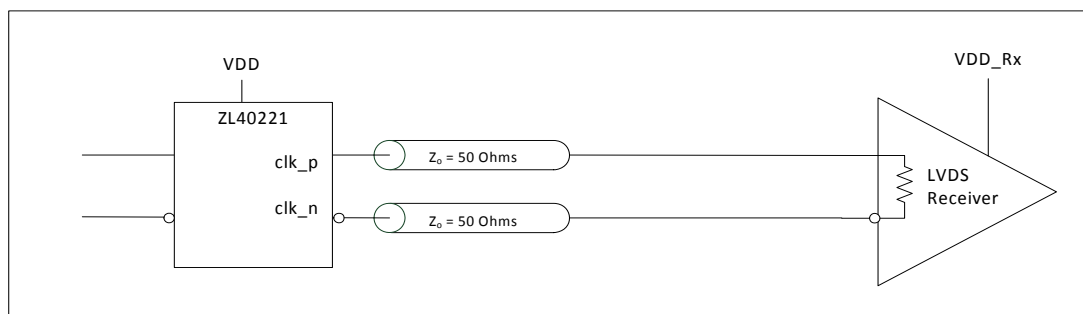 VDD
VDD_Rx
ZL40221
clk_p
Zo = 50 Ohms
LVDS
Receiver
clk_n
Zo = 50 Ohms